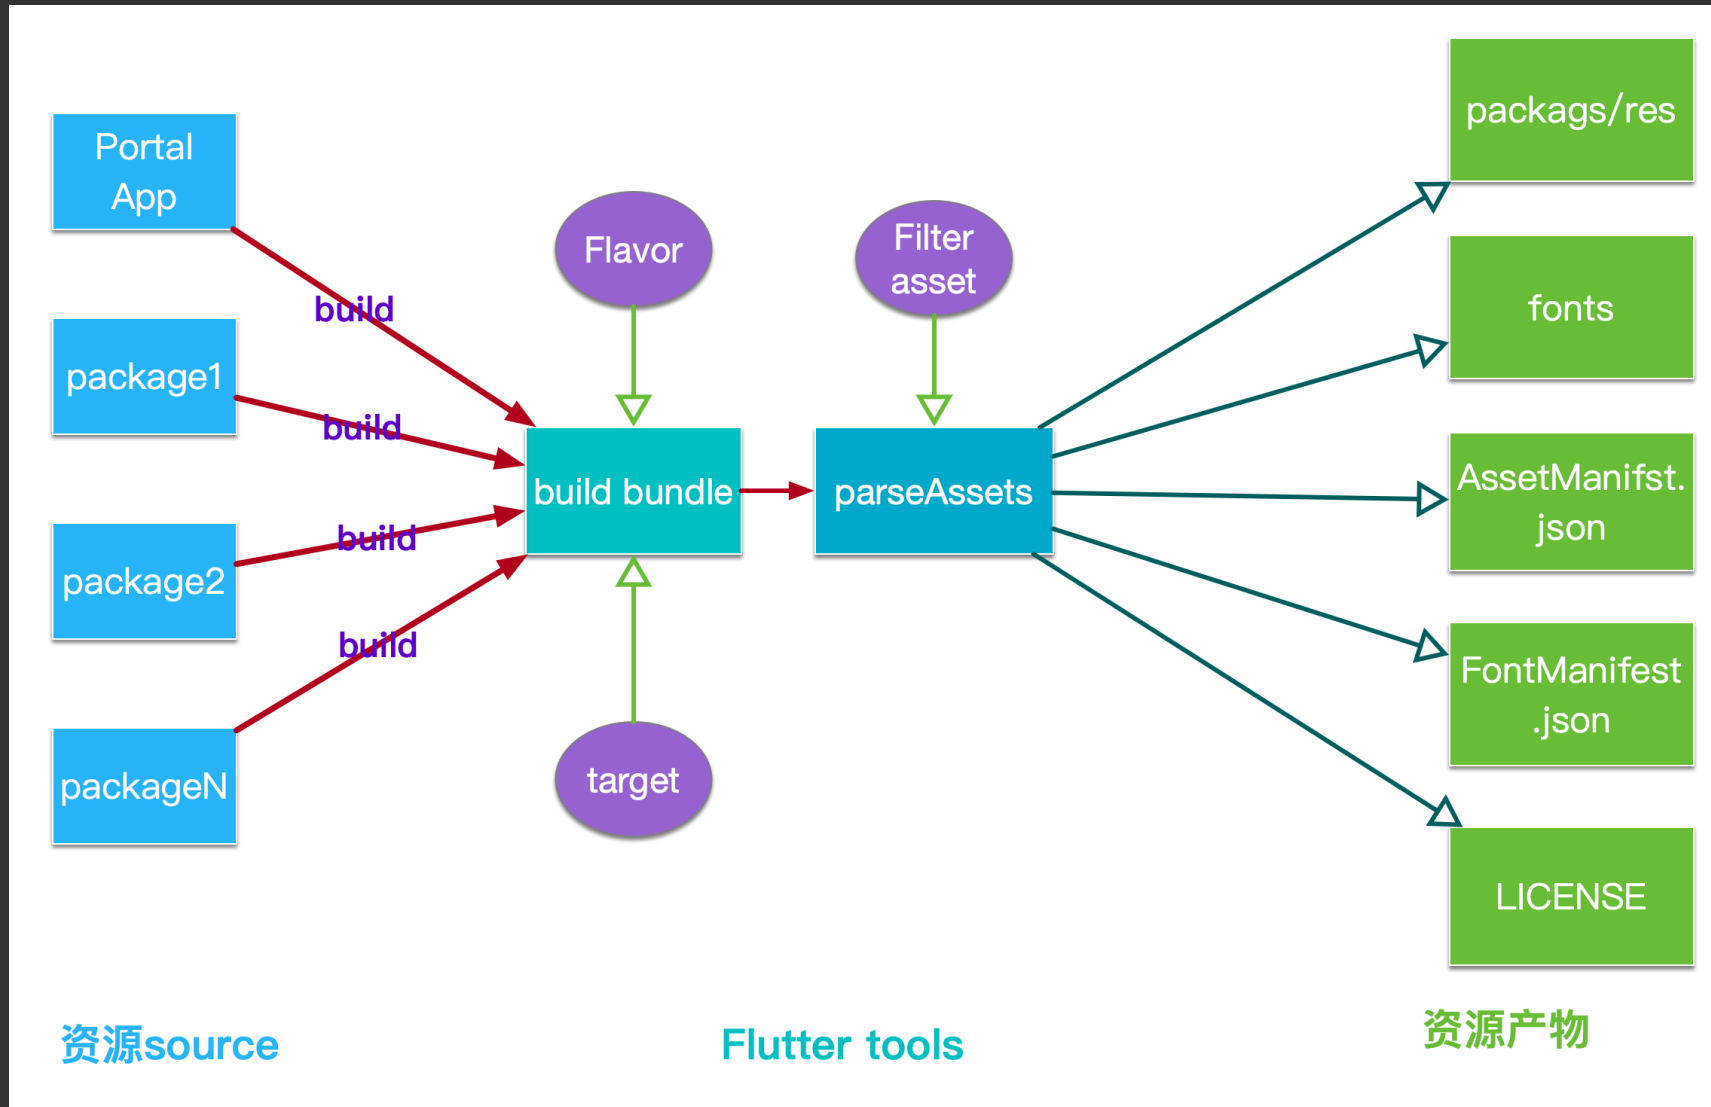 Portal
App
package1
package2
packageN
build
build
build
build
Flavor
build bundle
target
Filter
asset
parseAssets
packags/res
fonts
AssetManifst.
json
FontManifest
.json
LICENSE
资源source
Flutter tools
资源产物